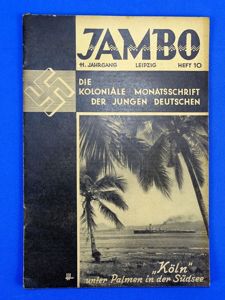 JAMBO
11. JAHRGANG LEIPZIG HEFT 10
DIE
KOLONIALE MONATSSCHRIFT
DER JUNGEN DEUTSCHEN
„Köln"
unter Palmen in der Südsee